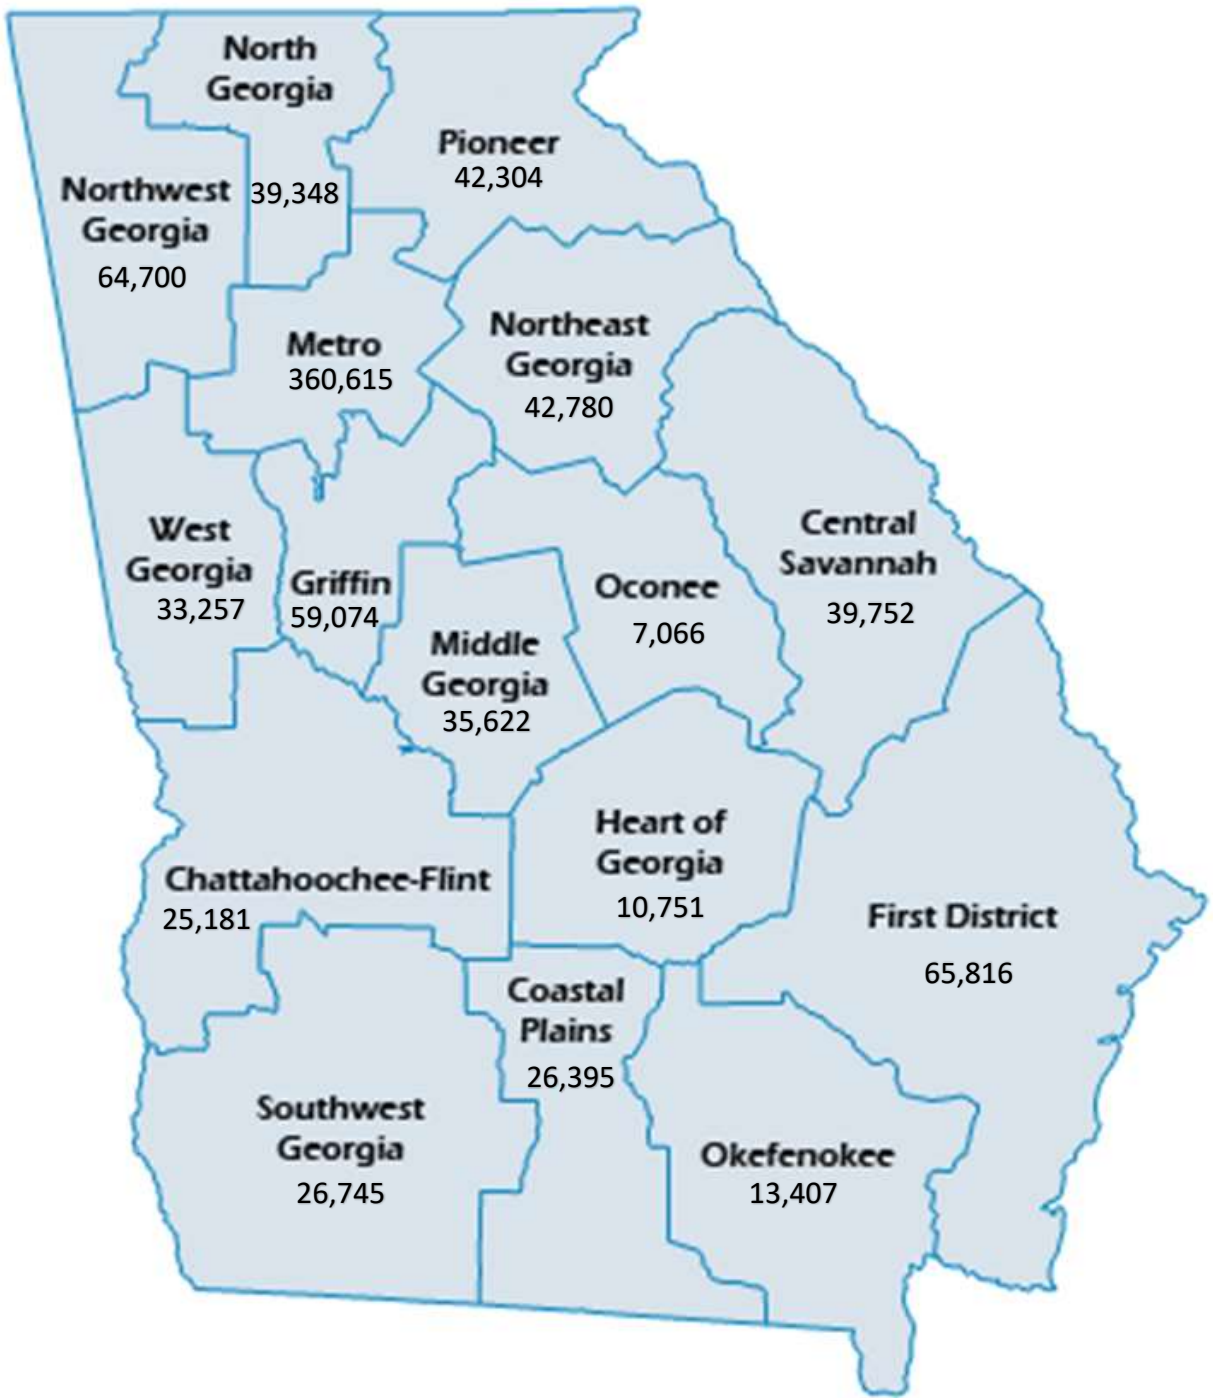 North
Georgia
39,348
Pioneer
42,304
Northwest
Georgia
64,700
Metro
360,615
Northeast
Georgia
42,780
West
Georgia
33,257
Griffin
59,074
Middle
Georgia
35,622
Oconee
7,066
Central
Savannah
39,752
Chattahoochee-Flint
25,181
Heart of
Georgia
10,751
First District
65,816
Coastal
Plains
26,395
Southwest
Georgia
26,745
Okefenokee
13,407